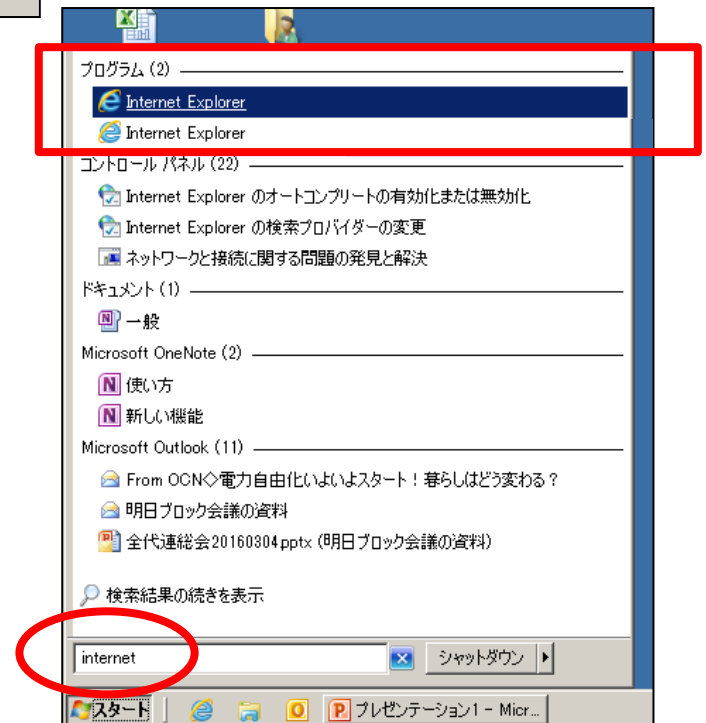 プログラム (2)
Internet Explorer
Internet Explorer
コントロール パネル (22)
Internet Explorer のオートコンプリートの有効化または無効化
Internet Explorer の検索プロバイダーの変更
ネットワークと接続に関する問題の発見と解決
ドキュメント (1)
一般
Microsoft OneNote (2)
使い方
新しい機能
Microsoft Outlook (11)
From OCN◇電力自由化いよいよスタート！暮らしはどう変わる？
明日ブロック会議の資料
全代連総会20160304.pptx (明日ブロック会議の資料)
検索結果の続きを表示
internet シャットダウン
スタート プレゼンテーション1 - Micr...